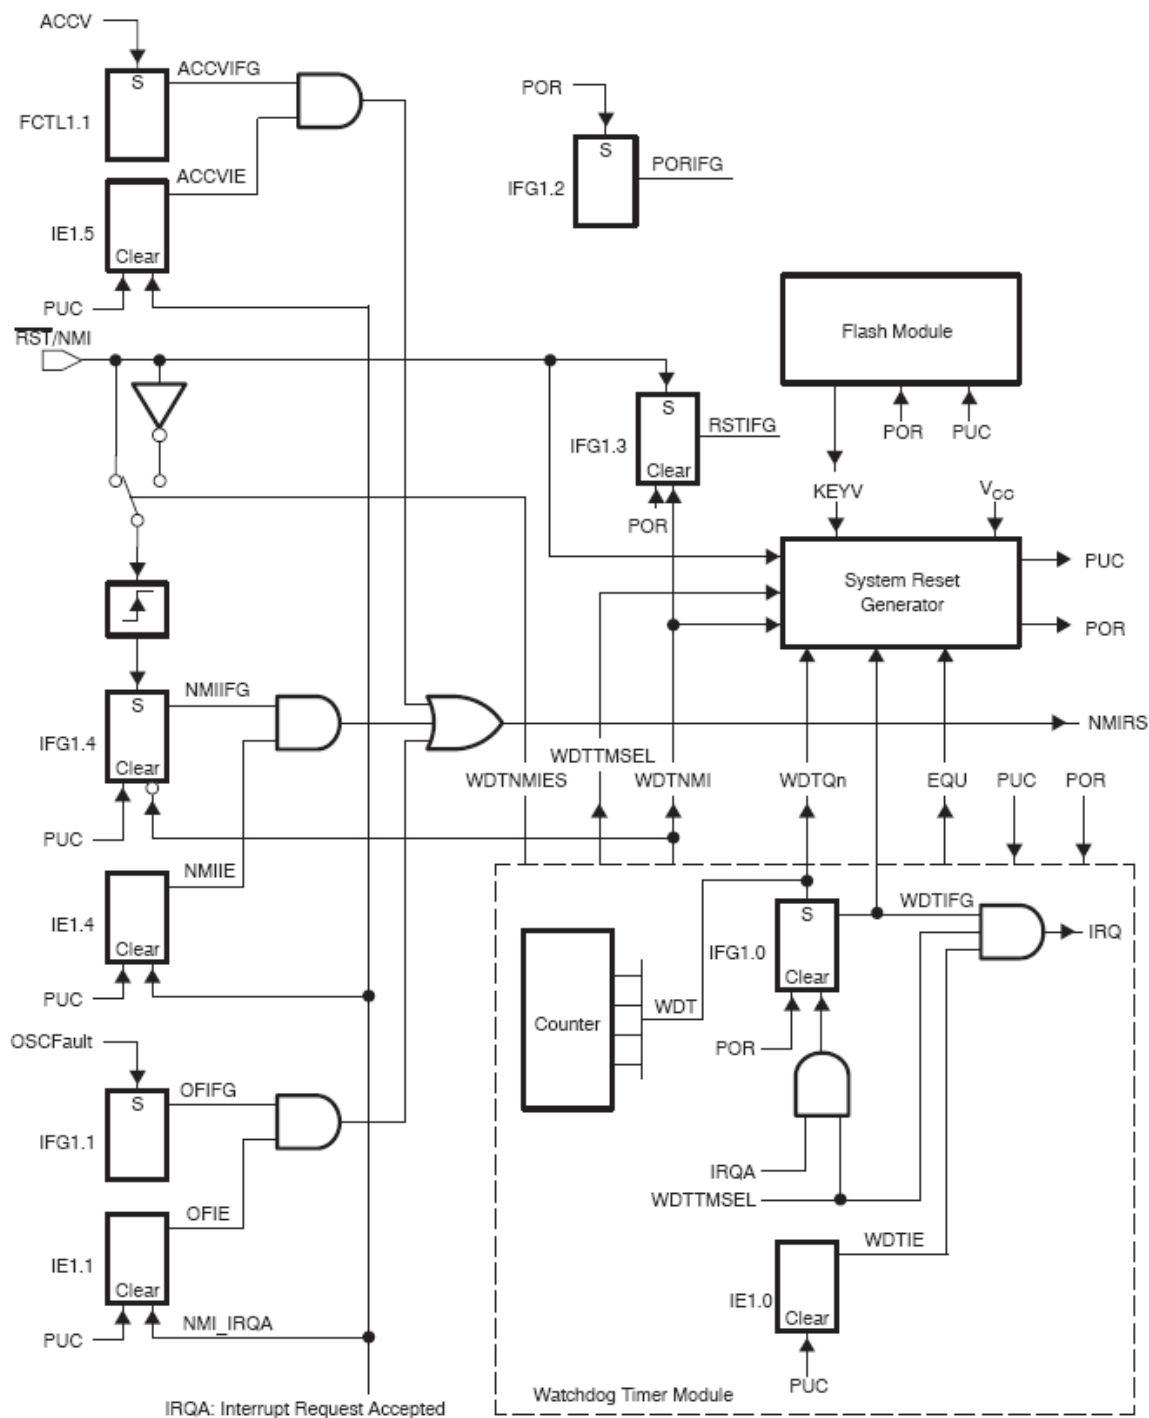 ACCV
S
ACCVIFG
FCTL1.1
ACCVIE
IE1.5
Clear
PUC
POR
S
IFG1.2
PORIFG
RST/NMI
Flash Module
POR
PUC
S
IFG1.3
RSTIFG
Clear
POR
KEYV
VCC
System Reset
Generator
PUC
POR
S
NMIIFG
IFG1.4
Clear
PUC
NMIRS
WDTTMSEL
WDTNMIES
WDTNMI
WDTQn
EQU
PUC
POR
NMIIE
IE1.4
Clear
PUC
S
WDTIFG
IFG1.0
Clear
IRQ
Counter
WDT
POR
OSCFault
S
OFIFG
IFG1.1
IRQA
WDTTMSEL
OFIE
IE1.1
Clear
PUC
NMI_IRQA
WDTIE
IE1.0
Clear
PUC
Watchdog Timer Module
IRQA: Interrupt Request Accepted